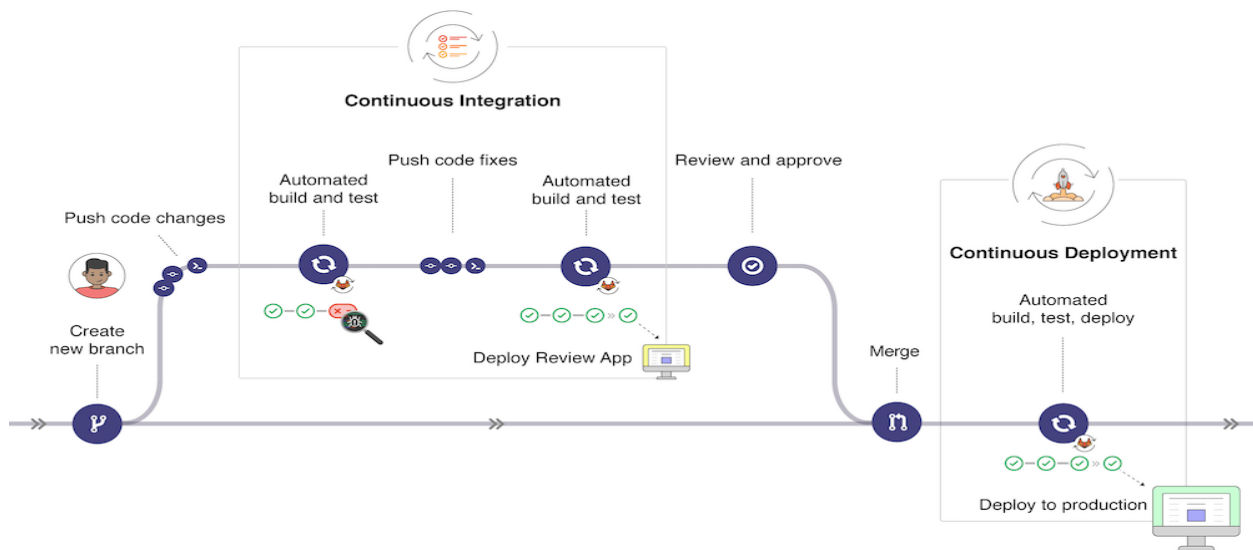 Continuous Integration
Push code fixes
Review and approve
Automated
build and test
Automated
build and test
Push code changes
Continuous Deployment
Automated
build, test, deploy
Create
new branch
Deploy Review App
Merge
Deploy to production